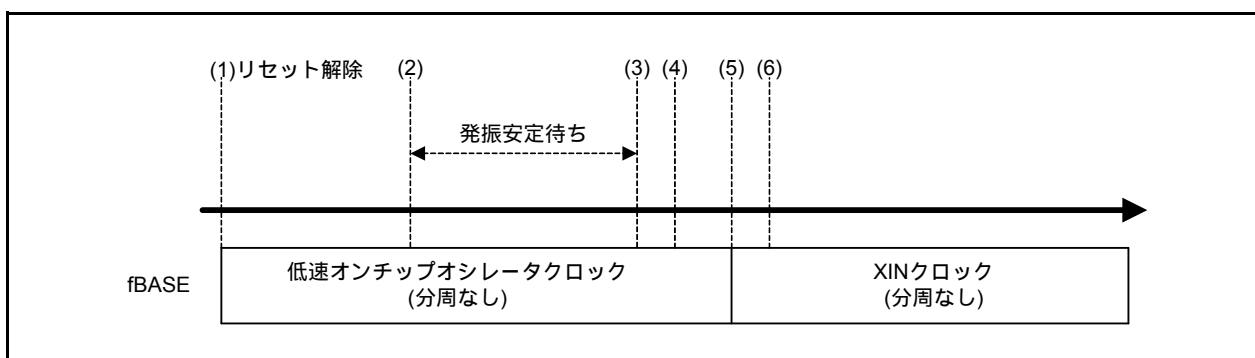 (1)リセット解除 (2) (3) (4) (5) (6)
発振安定待ち
fBASE
低速オンチップオシレータクロック
(分周なし)
XINクロック
(分周なし)